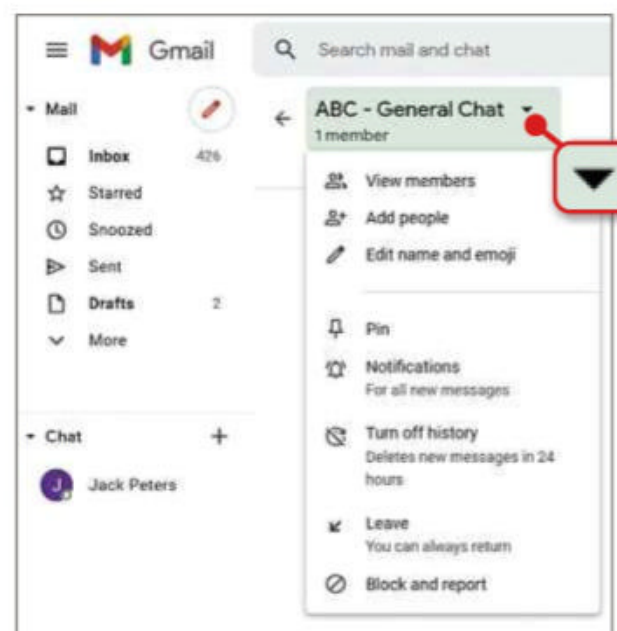 Gmail
Search mail and chat
Mail
Inbox 426
Starred
Snoozed
Sent
Drafts 2
More
Chat
J Jack Peters
ABC - General Chat
1 member
View members
Add people
Edit name and emoji
Pin
Notifications
For all new messages
Turn off history
Deletes new messages in 24
hours
Leave
You can always return
Block and report